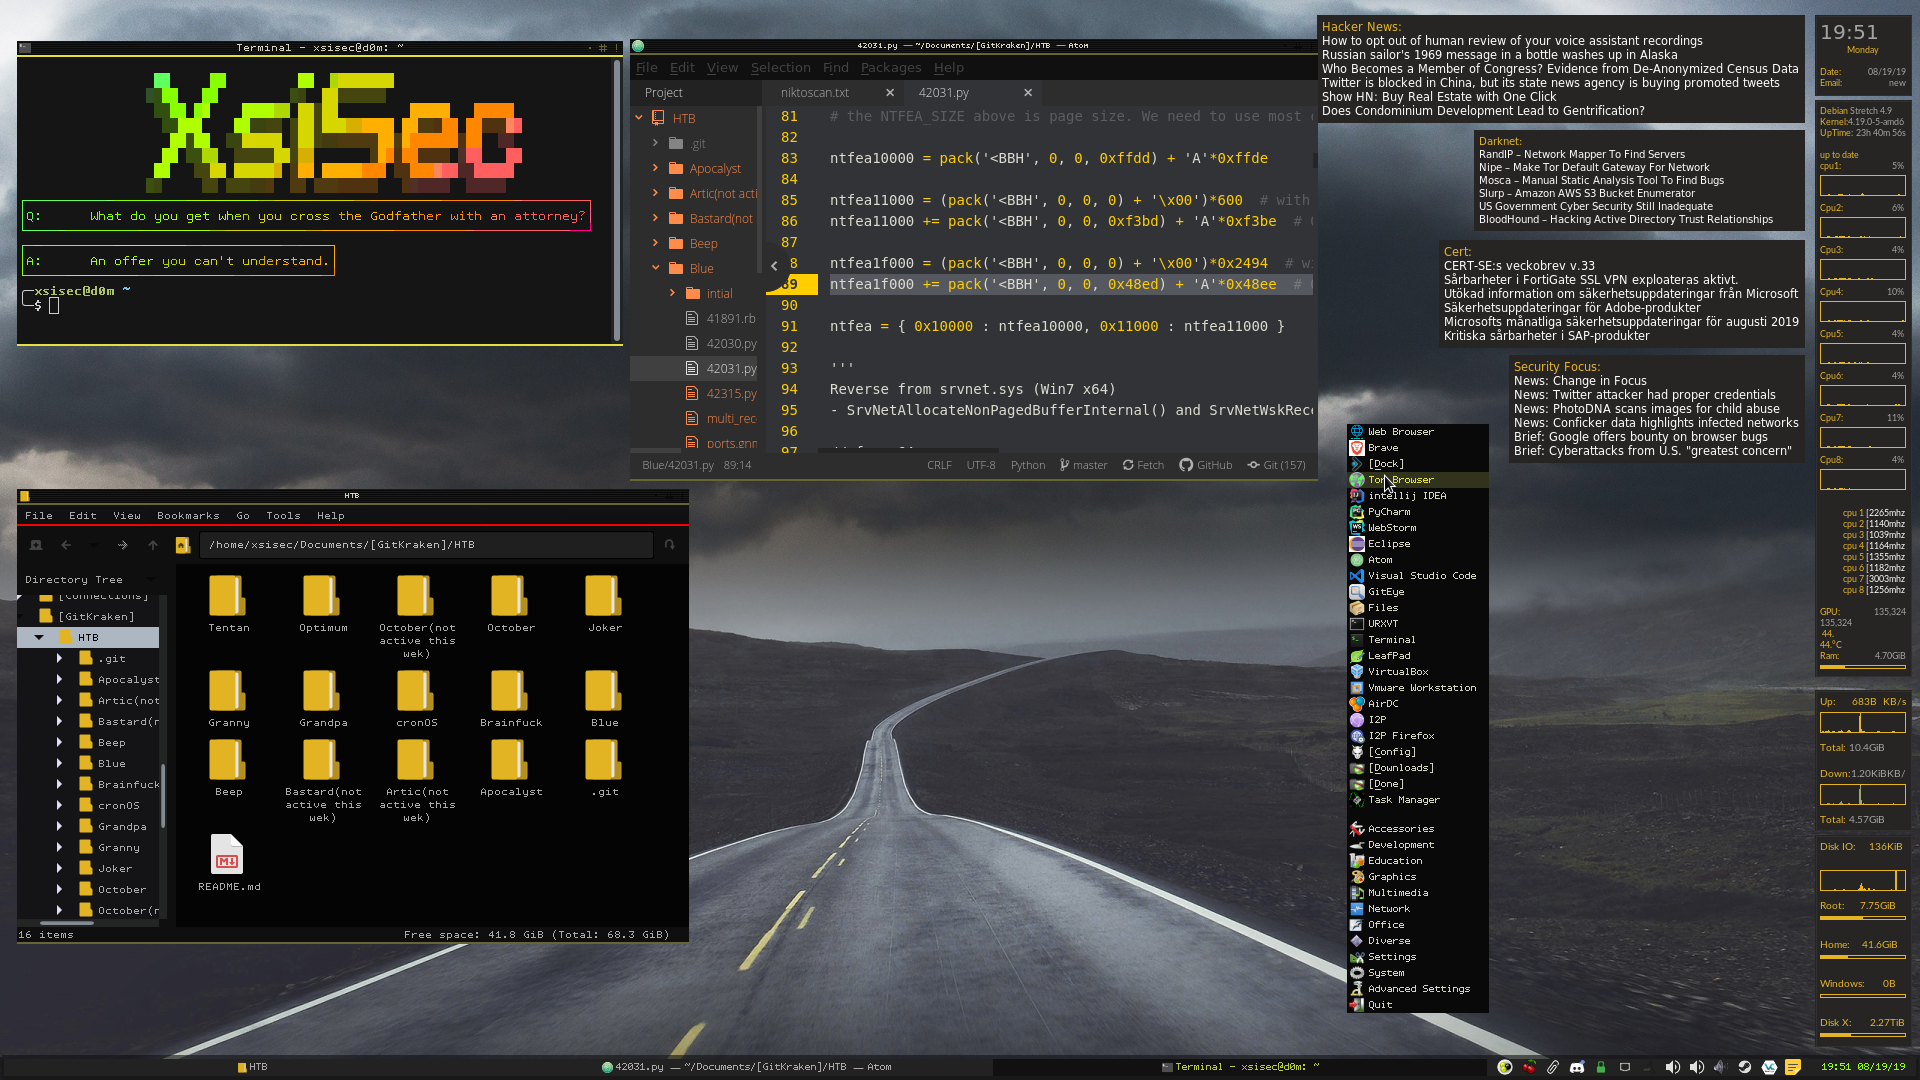 Terminal - xsisec@d0m: ~
XsiSec
Q: What do you get when you cross the Godfather with an attorney?
A: An offer you can't understand.
xsisec@d0m ~
$
42031.py — ~/Documents/[GitKraken]/HTB — Atom
File Edit View Selection Find Packages Help
Project
niktoscan.txt
42031.py
HTB
.git
Apocalyst
Artic(not acti
Bastard(not
Beep
Blue
intial
41891.rb
42030.py
42031.py
42315.py
multi_rec
ports.gnm
81 # the NTFEA_SIZE above is page size. We need to use most
82
83 ntfea10000 = pack('<BBH', 0, 0, 0xffdd) + 'A'*0xffde
84
85 ntfea11000 = (pack('<BBH', 0, 0, 0) + '\x00')*600 # with
86 ntfea11000 += pack('<BBH', 0, 0, 0xf3bd) + 'A'*0xf3be #
87
8 ntfea1f000 = (pack('<BBH', 0, 0, 0) + '\x00')*0x2494 # wi
89 ntfea1f000 += pack('<BBH', 0, 0, 0x48ed) + 'A'*0x48ee #
90
91 ntfea = { 0x10000 : ntfea10000, 0x11000 : ntfea11000 }
92
93 '''
94 Reverse from srvnet.sys (Win7 x64)
95 - SrvNetAllocateNonPagedBufferInternal() and SrvNetWskRece
96
97
Blue/42031.py 89:14 CRLF UTF-8 Python master Fetch GitHub Git (157)
HTB
File Edit View Bookmarks Go Tools Help
/home/xsisec/Documents/[GitKraken]/HTB
Directory Tree
[Connections]
[GitKraken]
HTB
.git
Apocalyst
Artic(not
Bastard(r
Beep
Blue
Brainfuck
cronOS
Grandpa
Granny
Joker
October
October(r
Tentan
Optimum
October(not active this wek)
October
Joker
Granny
Grandpa
cronOS
Brainfuck
Blue
Beep
Bastard(not active this wek)
Artic(not active this wek)
Apocalyst
.git
README.md
16 items
Free space: 41.8 GiB (Total: 68.3 GiB)
Hacker News:
How to opt out of human review of your voice assistant recordings
Russian sailor's 1969 message in a bottle washes up in Alaska
Who Becomes a Member of Congress? Evidence from De-Anonymized Census Data
Twitter is blocked in China, but its state news agency is buying promoted tweets
Show HN: Buy Real Estate with One Click
Does Condominium Development Lead to Gentrification?
Darknet:
RandIP – Network Mapper To Find Servers
Nipe – Make Tor Default Gateway For Network
Mosca – Manual Static Analysis Tool To Find Bugs
Slurp – Amazon AWS S3 Bucket Enumerator
US Government Cyber Security Still Inadequate
BloodHound – Hacking Active Directory Trust Relationships
Cert:
CERT-SE:s veckobrev v.33
Sårbarheter i FortiGate SSL VPN exploateras aktivt.
Utökad information om säkerhetsuppdateringar från Microsoft
Säkerhetsuppdateringar för Adobe-produkter
Microsofts månatliga säkerhetsuppdateringar för augusti 2019
Kritiska sårbarheter i SAP-produkter
Security Focus:
News: Change in Focus
News: Twitter attacker had proper credentials
News: PhotoDNA scans images for child abuse
News: Conficker data highlights infected networks
Brief: Google offers bounty on browser bugs
Brief: Cyberattacks from U.S. "greatest concern"
Web Browser
Brave
[Dock]
Tor Browser
intellij IDEA
PyCharm
WebStorm
Eclipse
Atom
Visual Studio Code
GitEye
Files
URXVT
Terminal
LeafPad
VirtualBox
Vmware Workstation
AirDC
I2P
I2P Firefox
[Config]
[Downloads]
[Done]
Task Manager
Accessories
Development
Education
Graphics
Multimedia
Network
Office
Diverse
Settings
System
Advanced Settings
Quit
19:51
Monday
Date: 08/19/19
Email: new
Debian Stretch 4.9
Kernel:4.19.0-5-amd6
UpTime: 23h 40m 56s
up to date
cpu1: 5%
Cpu2: 6%
Cpu3: 4%
Cpu4: 10%
Cpu5: 4%
Cpu6: 4%
Cpu7: 11%
Cpu8: 4%
cpu 1 [2265mhz
cpu 2 [1140mhz
cpu 3 [1039mhz
cpu 4 [1164mhz
cpu 5 [1355mhz
cpu 6 [1182mhz
cpu 7 [3003mhz
cpu 8 [1256mhz
GPU: 135,324
135,324
44.
44.°C
Ram: 4.70GiB
Up: 683B KB/s
Total: 10.4GiB
Down:1.20KiBKB/
Total: 4.57GiB
Disk IO: 136KiB
Root: 7.75GiB
Home: 41.6GiB
Windows: 0B
Disk X: 2.27TiB
HTB
42031.py — ~/Documents/[GitKraken]/HTB — Atom
Terminal - xsisec@d0m: ~
19:51 08/19/19